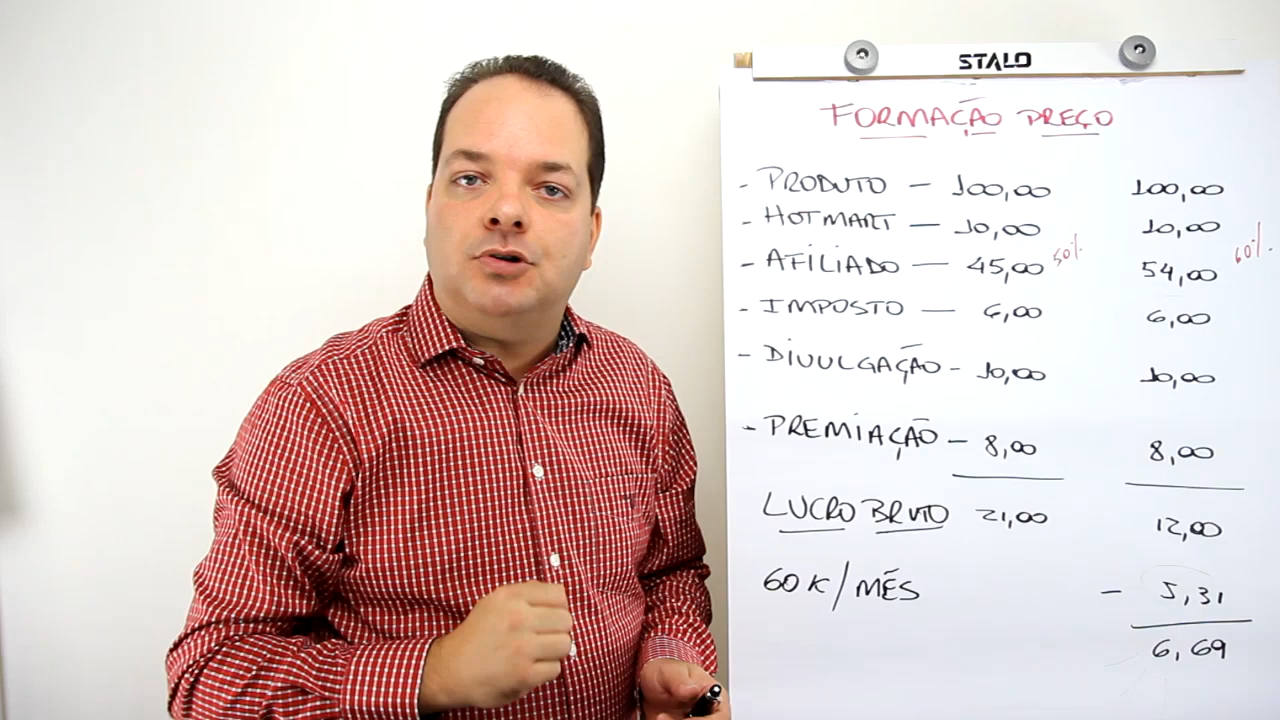 STALO
FORMAÇÃO PREÇO
- PRODUTO - 100,00 100,00
- HOTMART - 10,00 10,00
- AFILIADO - 45,00 50% 54,00 60%
- IMPOSTO - 6,00 6,00
- DIVULGAÇÃO - 10,00 10,00
- PREMIAÇÃO - 8,00 8,00
LUCRO BRUTO 21,00 12,00
60K/MÊS - 5,31
6,69